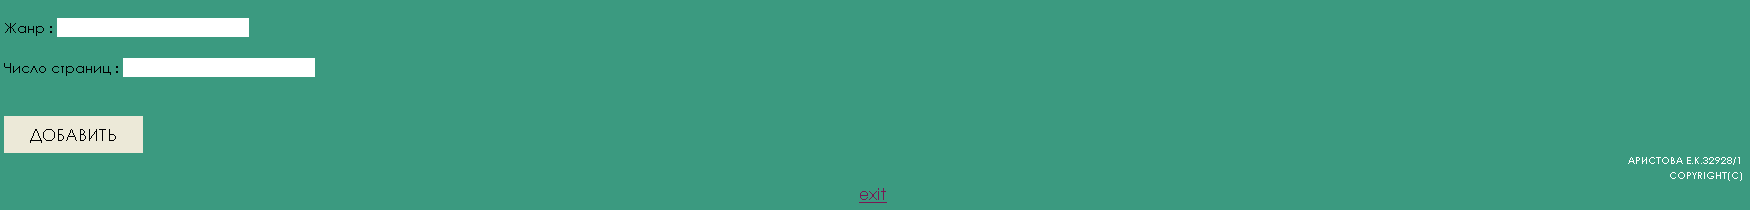 Жанр :
Число страниц :
ДОБАВИТЬ
АРИСТОВА Е.К.32928/1
COPYRIGHT(C)
exit